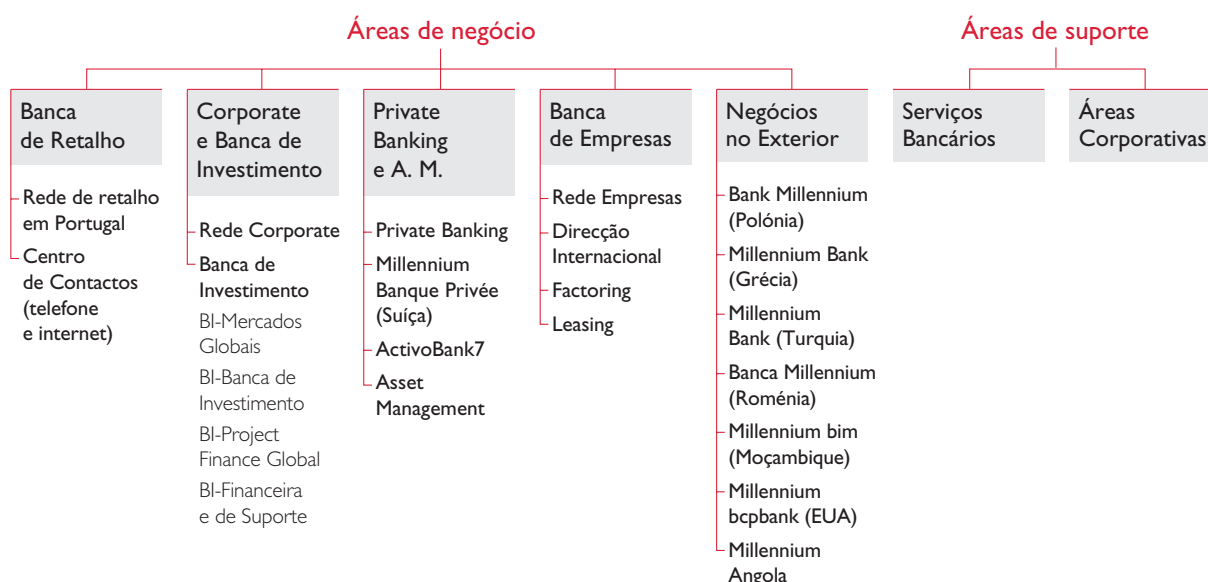 Áreas de negócio
Áreas de suporte
Banca
de Retalho
Rede de retalho
em Portugal
Centro
de Contactos
(telefone
e internet)
Corporate
e Banca de
Investimento
Rede Corporate
Banca de
Investimento
BI-Mercados
Globais
BI-Banca de
Investimento
BI-Project
Finance Global
BI-Financeira
e de Suporte
Private
Banking
e A. M.
Private Banking
Millennium
Banque Privée
(Suíça)
ActivoBank7
Asset
Management
Banca
de Empresas
Rede Empresas
Direcção
Internacional
Factoring
Leasing
Negócios
no Exterior
Bank Millennium
(Polónia)
Millennium Bank
(Grécia)
Millennium
Bank (Turquia)
Banca Millennium
(Roménia)
Millennium bim
(Moçambique)
Millennium
bcpbank (EUA)
Millennium
Angola
Serviços
Bancários
Áreas
Corporativas